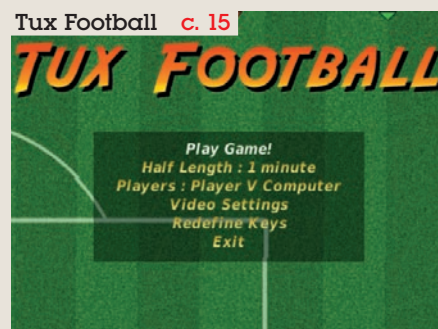 Tux Football c. 15
TUX FOOTBALL
Play Game!
Half Length : 1 minute
Players : Player V Computer
Video Settings
Redefine Keys
Exit